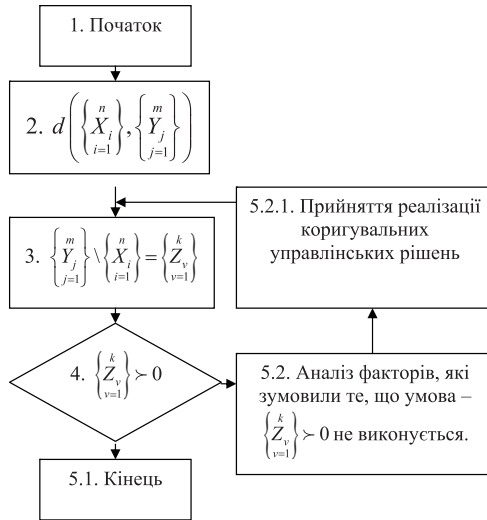 1. Початок
2. d({X_i}_{i=1}^{n}, {Y_j}_{j=1}^{m})
3. {Y_j}_{j=1}^{m} \ {X_i}_{i=1}^{n} = {Z_v}_{v=1}^{k}
5.2.1. Прийняття реалізації
коригувальних
управлінських рішень
4. {Z_v}_{v=1}^{k} ≻ 0
5.2. Аналіз факторів, які
зумовили те, що умова –
{Z_v}_{v=1}^{k} ≻ 0 не виконується.
5.1. Кінець